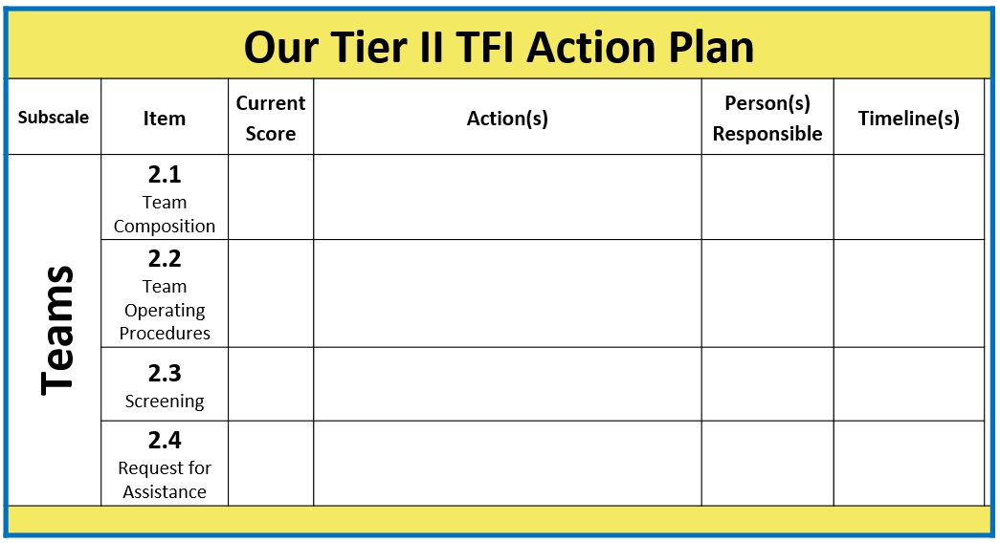 Our Tier II TFI Action Plan
Subscale
Item
Current
Score
Action(s)
Person(s)
Responsible
Timeline(s)
Teams
2.1
Team
Composition
2.2
Team
Operating
Procedures
2.3
Screening
2.4
Request for
Assistance